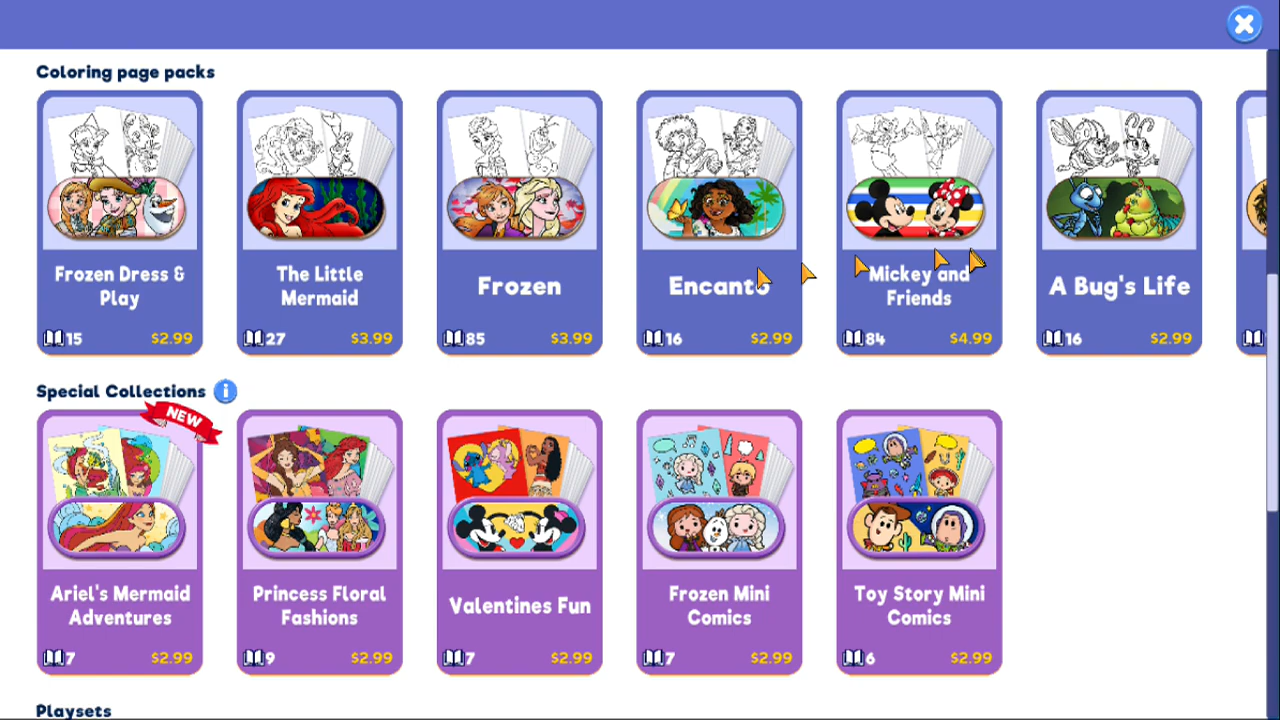 Coloring page packs
Frozen Dress &
Play
15 $2.99
The Little
Mermaid
27 $3.99
Frozen
85 $3.99
Encanto
16 $2.99
Mickey and
Friends
84 $4.99
A Bug's Life
16 $2.99
Special Collections i
NEW
Ariel's Mermaid
Adventures
7 $2.99
Princess Floral
Fashions
9 $2.99
Valentines Fun
7 $2.99
Frozen Mini
Comics
7 $2.99
Toy Story Mini
Comics
6 $2.99
Playsets